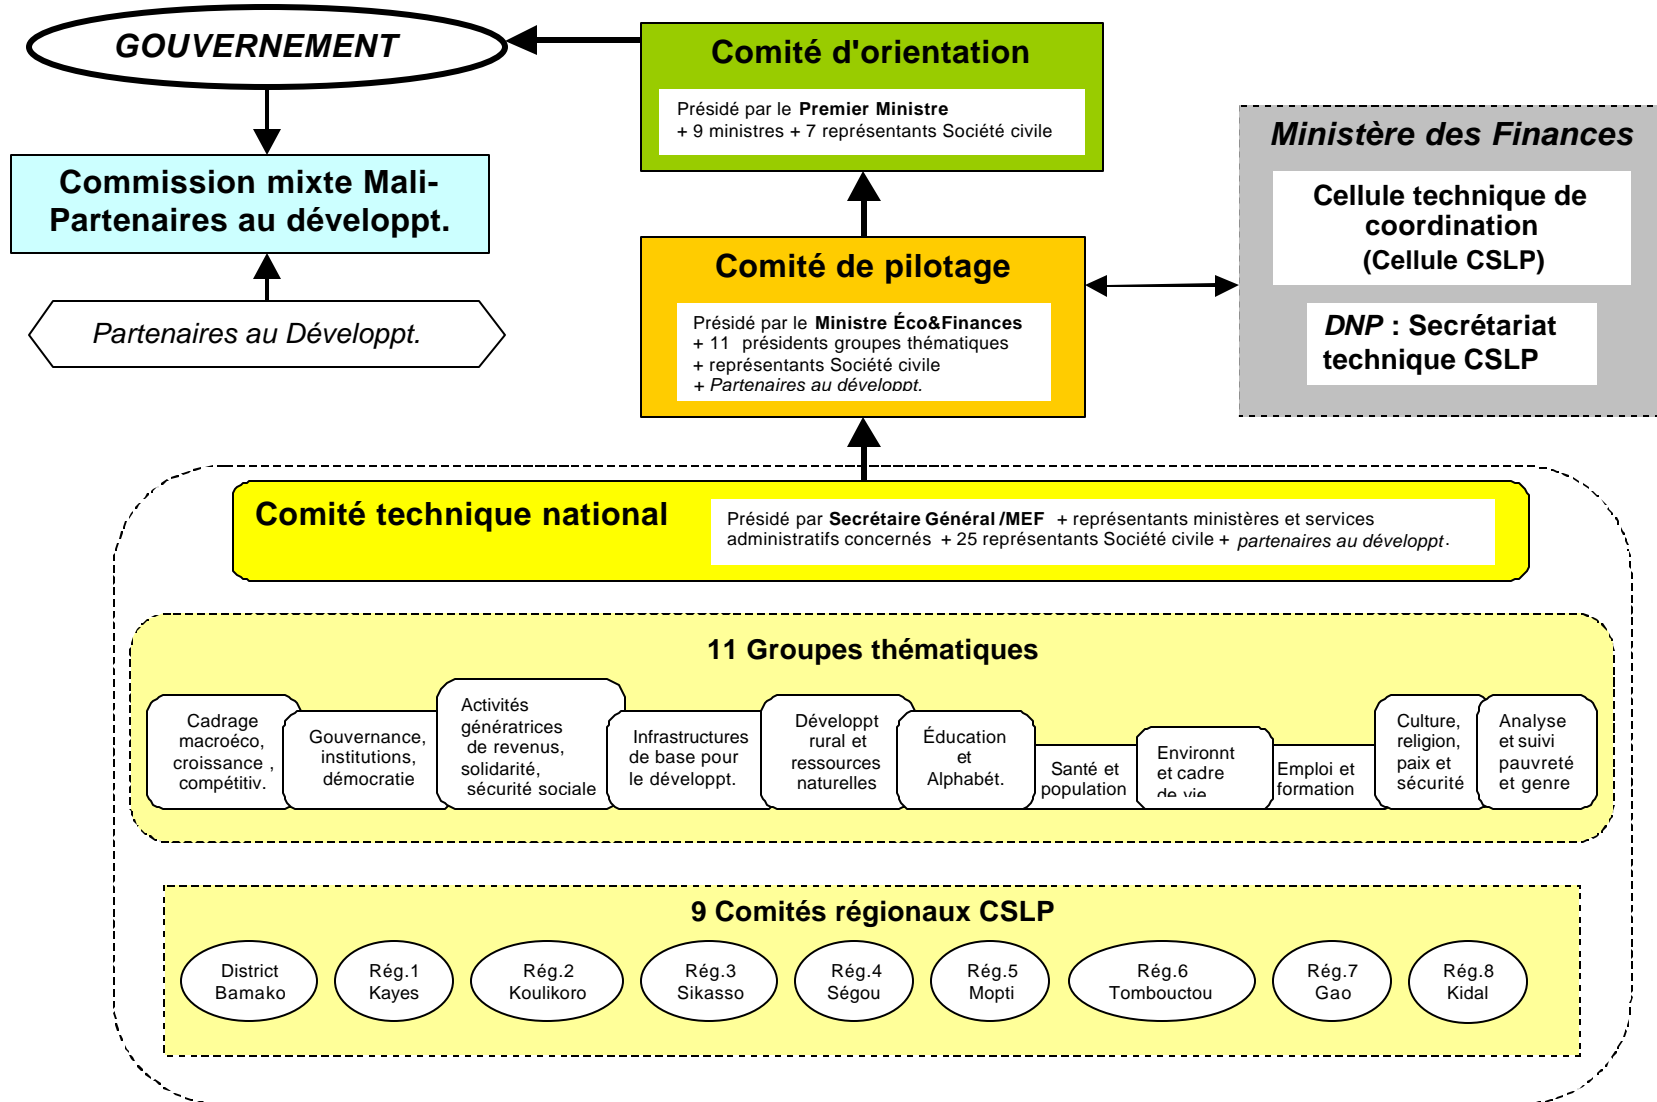 GOUVERNEMENT
Comité d'orientation
Présidé par le Premier Ministre
+ 9 ministres + 7 représentants Société civile
Commission mixte Mali-
Partenaires au développt.
Partenaires au Développt.
Comité de pilotage
Présidé par le Ministre Éco&Finances
+ 11 présidents groupes thématiques
+ représentants Société civile
+ Partenaires au développt.
Ministère des Finances
Cellule technique de
coordination
(Cellule CSLP)
DNP : Secrétariat
technique CSLP
Comité technique national
Présidé par Secrétaire Général /MEF + représentants ministères et services
administratifs concernés + 25 représentants Société civile + partenaires au développt.
11 Groupes thématiques
Cadrage
macroéco,
croissance ,
compétitiv.
Gouvernance,
institutions,
démocratie
Activités
génératrices
de revenus,
solidarité,
sécurité sociale
Infrastructures
de base pour
le développt.
Développt
rural et
ressources
naturelles
Éducation
et
Alphabét.
Santé et
population
Environnt
et cadre
de vie
Emploi et
formation
Culture,
religion,
paix et
sécurité
Analyse
et suivi
pauvreté
et genre
9 Comités régionaux CSLP
District
Bamako
Rég.1
Kayes
Rég.2
Koulikoro
Rég.3
Sikasso
Rég.4
Ségou
Rég.5
Mopti
Rég.6
Tombouctou
Rég.7
Gao
Rég.8
Kidal